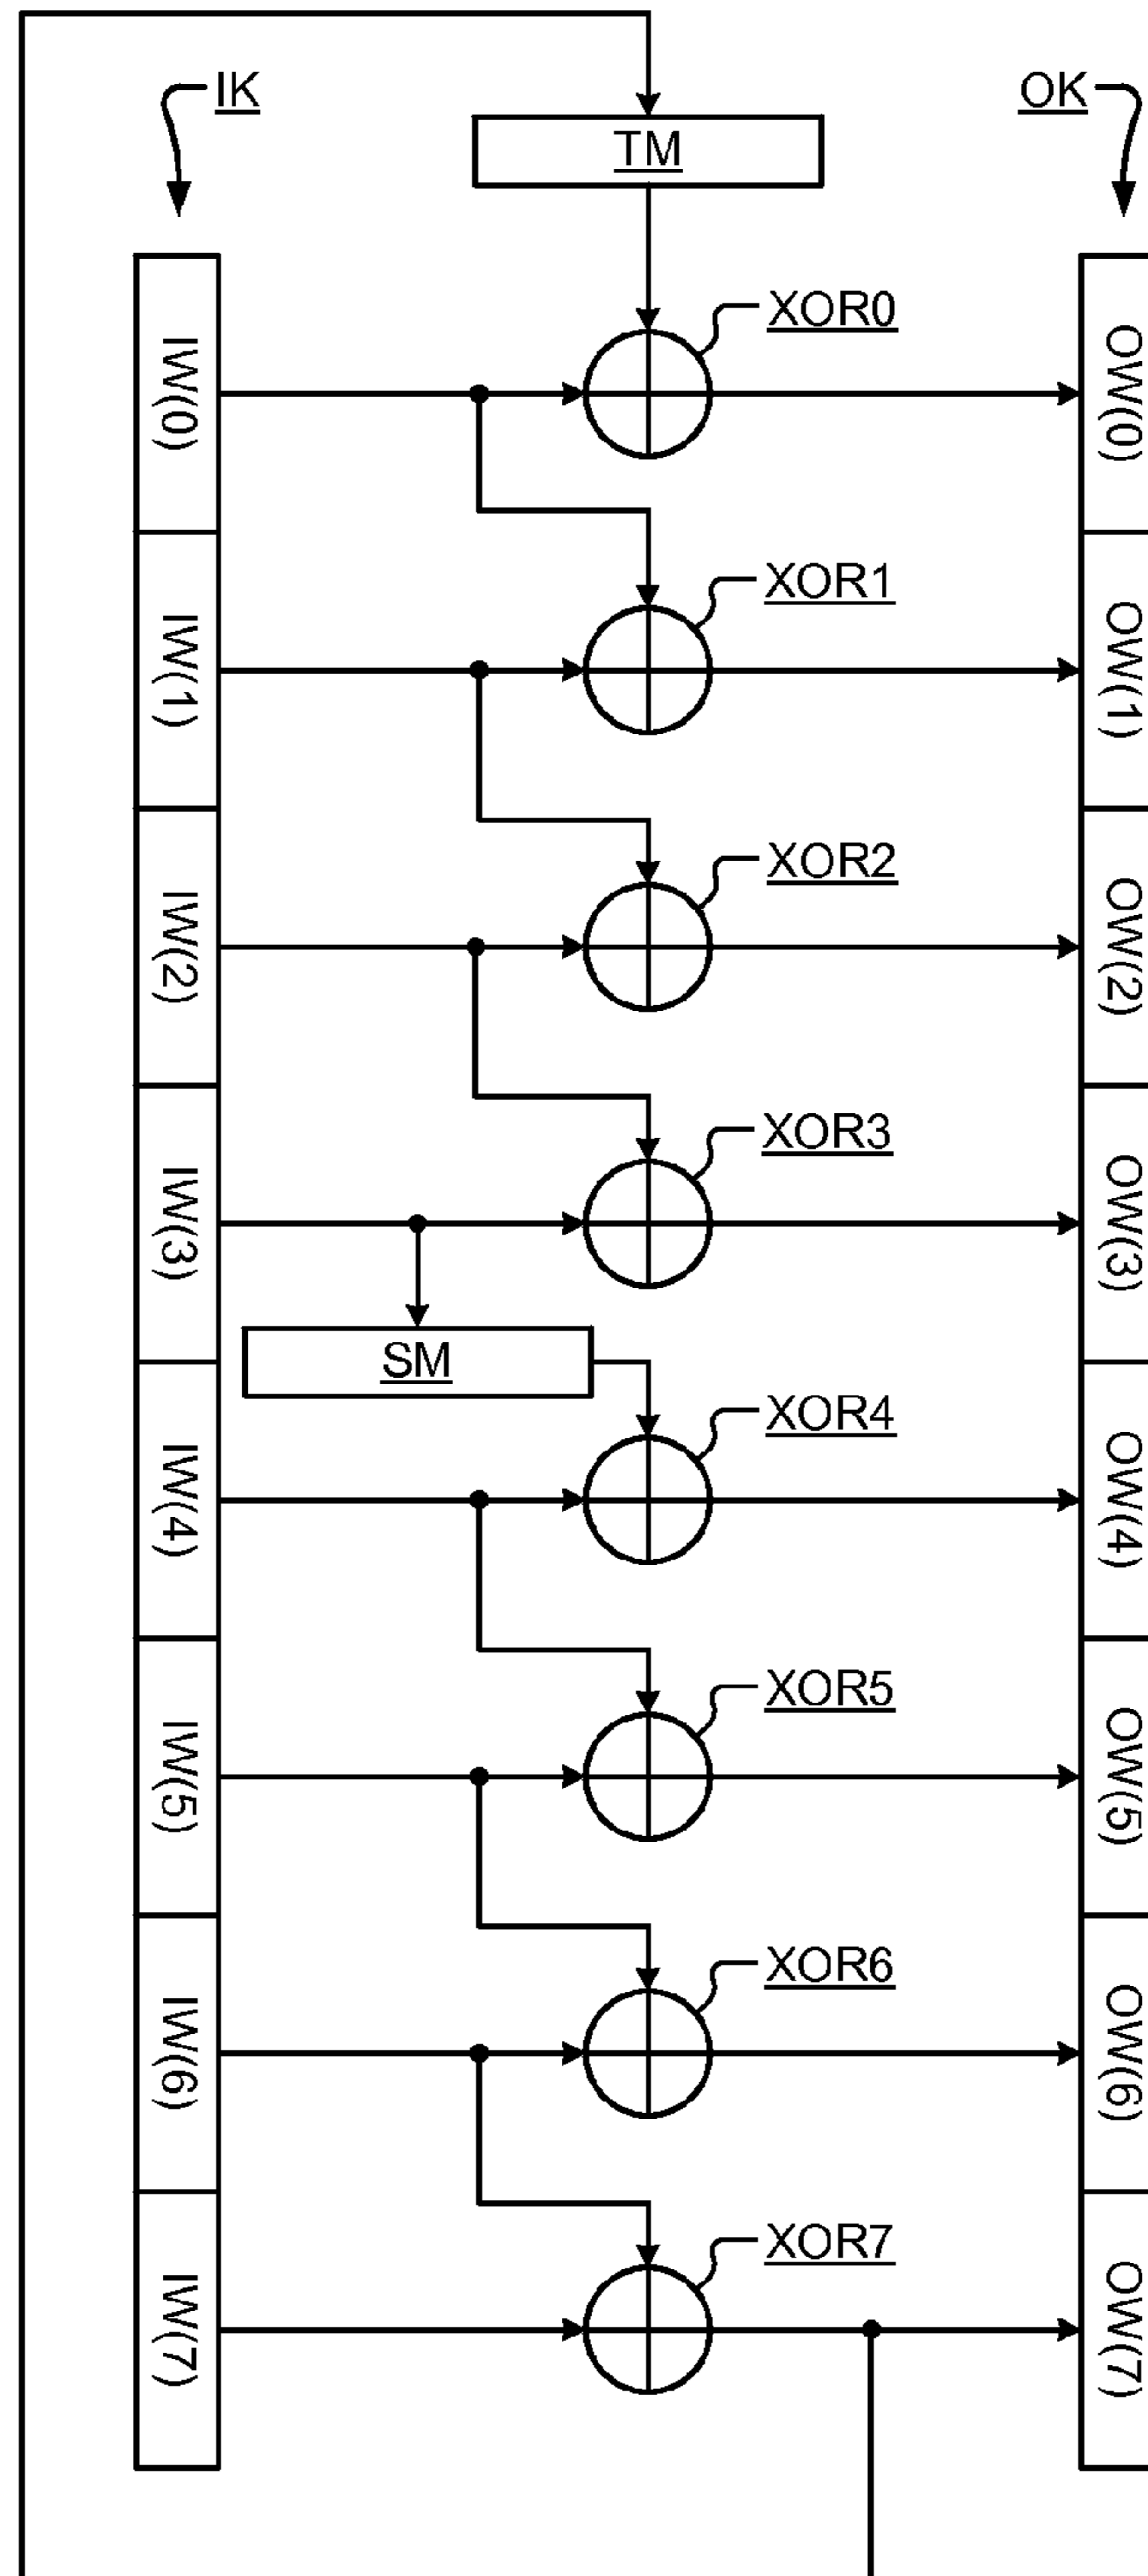 IK
OK
TM
XOR0
IW(0)
OW(0)
XOR1
IW(1)
OW(1)
XOR2
IW(2)
OW(2)
XOR3
IW(3)
OW(3)
SM
XOR4
IW(4)
OW(4)
XOR5
IW(5)
OW(5)
XOR6
IW(6)
OW(6)
XOR7
IW(7)
OW(7)